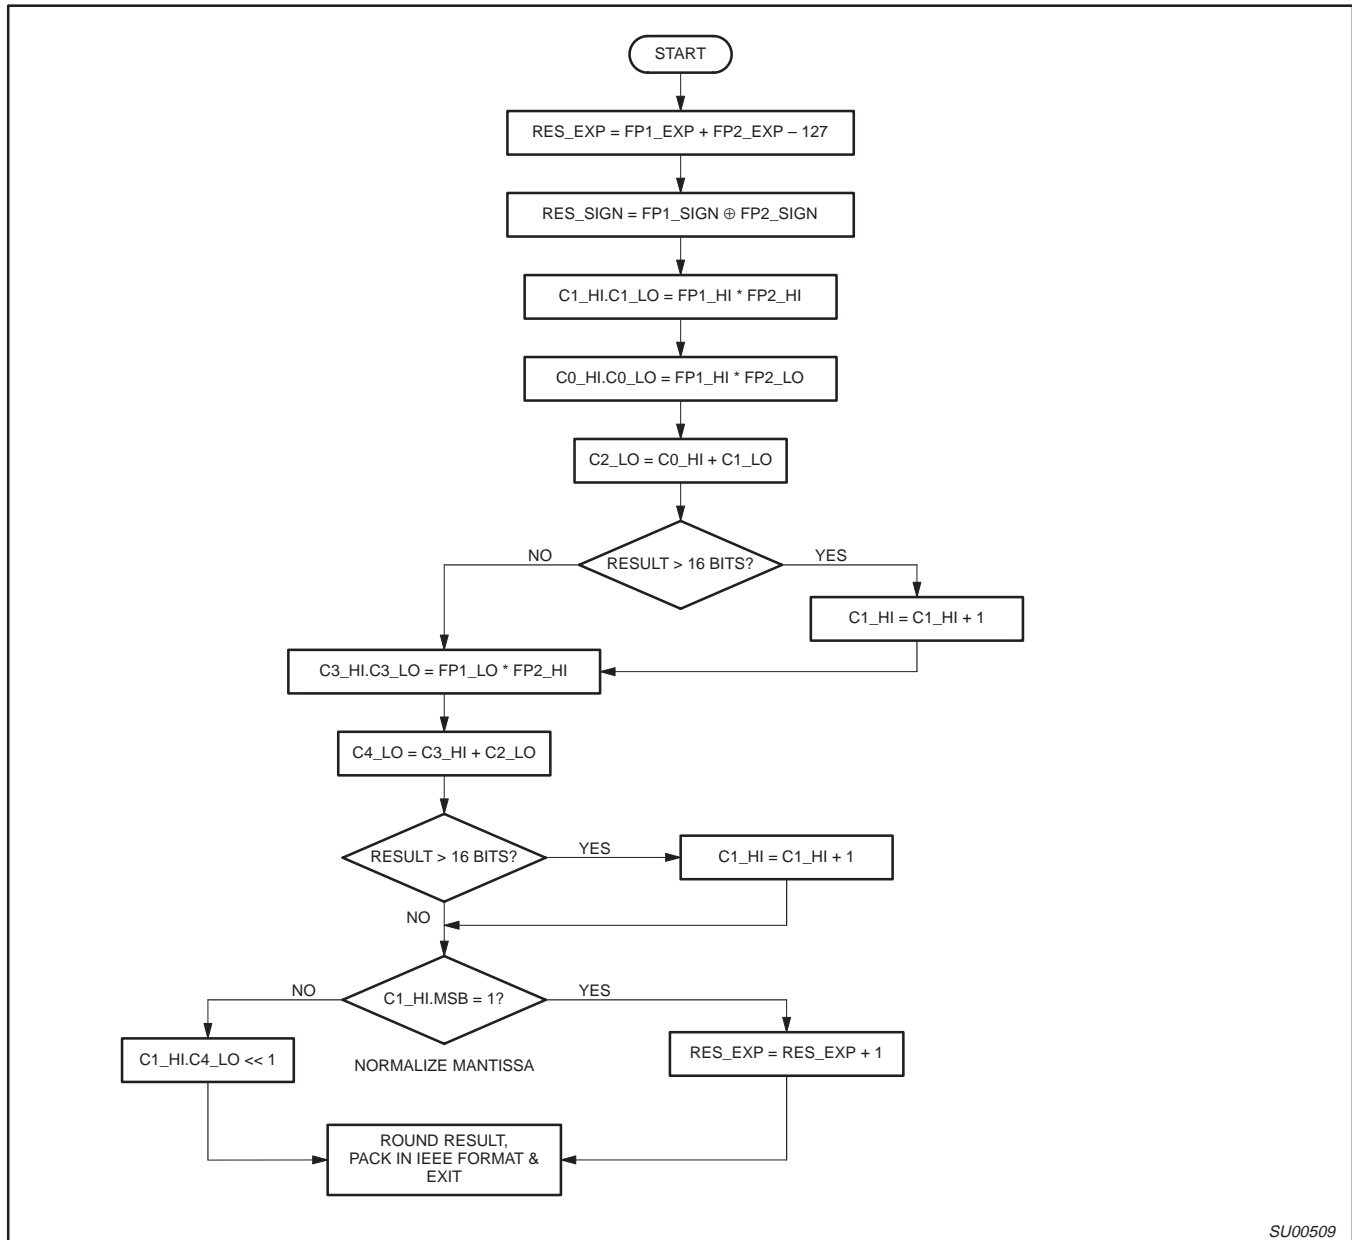 START
RES_EXP = FP1_EXP + FP2_EXP – 127
RES_SIGN = FP1_SIGN ⊕ FP2_SIGN
C1_HI.C1_LO = FP1_HI * FP2_HI
C0_HI.C0_LO = FP1_HI * FP2_LO
C2_LO = C0_HI + C1_LO
NO
RESULT > 16 BITS?
YES
C1_HI = C1_HI + 1
C3_HI.C3_LO = FP1_LO * FP2_HI
C4_LO = C3_HI + C2_LO
RESULT > 16 BITS?
YES
C1_HI = C1_HI + 1
NO
NO
C1_HI.MSB = 1?
YES
C1_HI.C4_LO << 1
NORMALIZE MANTISSA
RES_EXP = RES_EXP + 1
ROUND RESULT,
PACK IN IEEE FORMAT &
EXIT
SU00509